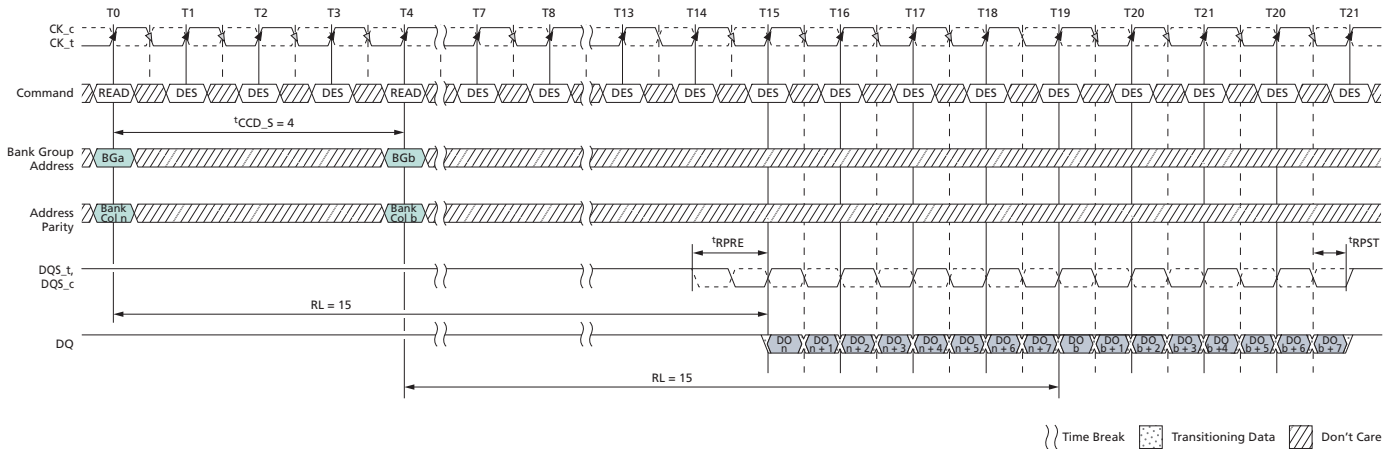 T0 T1 T2 T3 T4 T7 T8 T13 T14 T15 T16 T17 T18 T19 T20 T21 T20 T21
CK_c
CK_t
Command READ DES DES DES READ DES DES DES DES DES DES DES DES DES DES DES DES DES
tCCD_S = 4
Bank Group
Address
BGa BGb
Address
Parity
Bank
Col n
Bank
Col b
tRPRE tRPST
DQS_t,
DQS_c
RL = 15
DQ
DO
n
DO
n + 1
DO
n + 2
DO
n + 3
DO
n + 4
DO
n + 5
DO
n + 6
DO
n + 7
DO
b
DO
b + 1
DO
b + 2
DO
b + 3
DO
b +4
DO
b + 5
DO
b + 6
DO
b + 7
RL = 15
Time Break Transitioning Data Don't Care